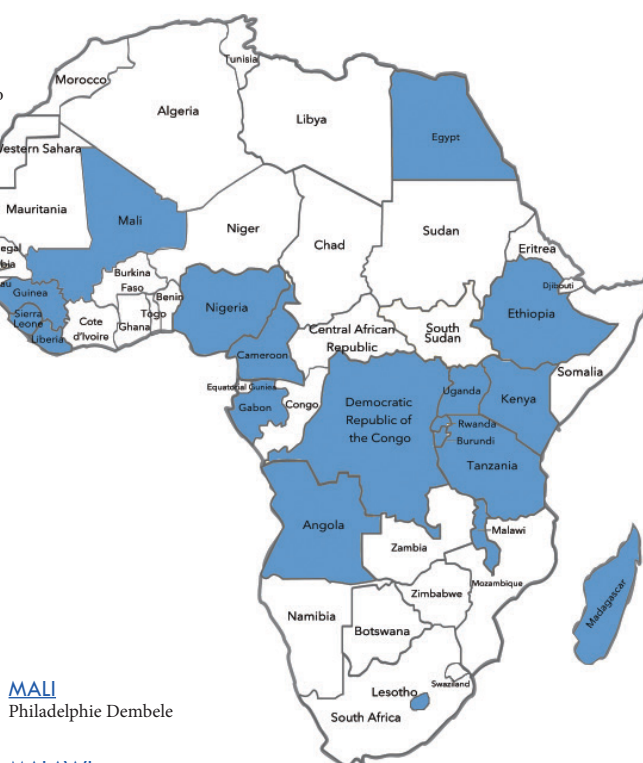 Tunisia
Morocco
Algeria
Libya
Egypt
Western Sahara
Mauritania
Mali
Niger
Chad
Sudan
Eritrea
Djibouti
Burkina
Faso
Benin
Togo
Ghana
Cote
d'Ivoire
Guinea
Sierra
Leone
Liberia
Nigeria
Cameroon
Central African
Republic
South
Sudan
Ethiopia
Somalia
Equatorial Guinea
Gabon
Congo
Democratic
Republic of
the Congo
Uganda
Kenya
Rwanda
Burundi
Tanzania
Angola
Zambia
Malawi
Mozambique
Zimbabwe
Madagascar
Namibia
Botswana
Swaziland
Lesotho
South Africa
MALI
Philadelphie Dembele